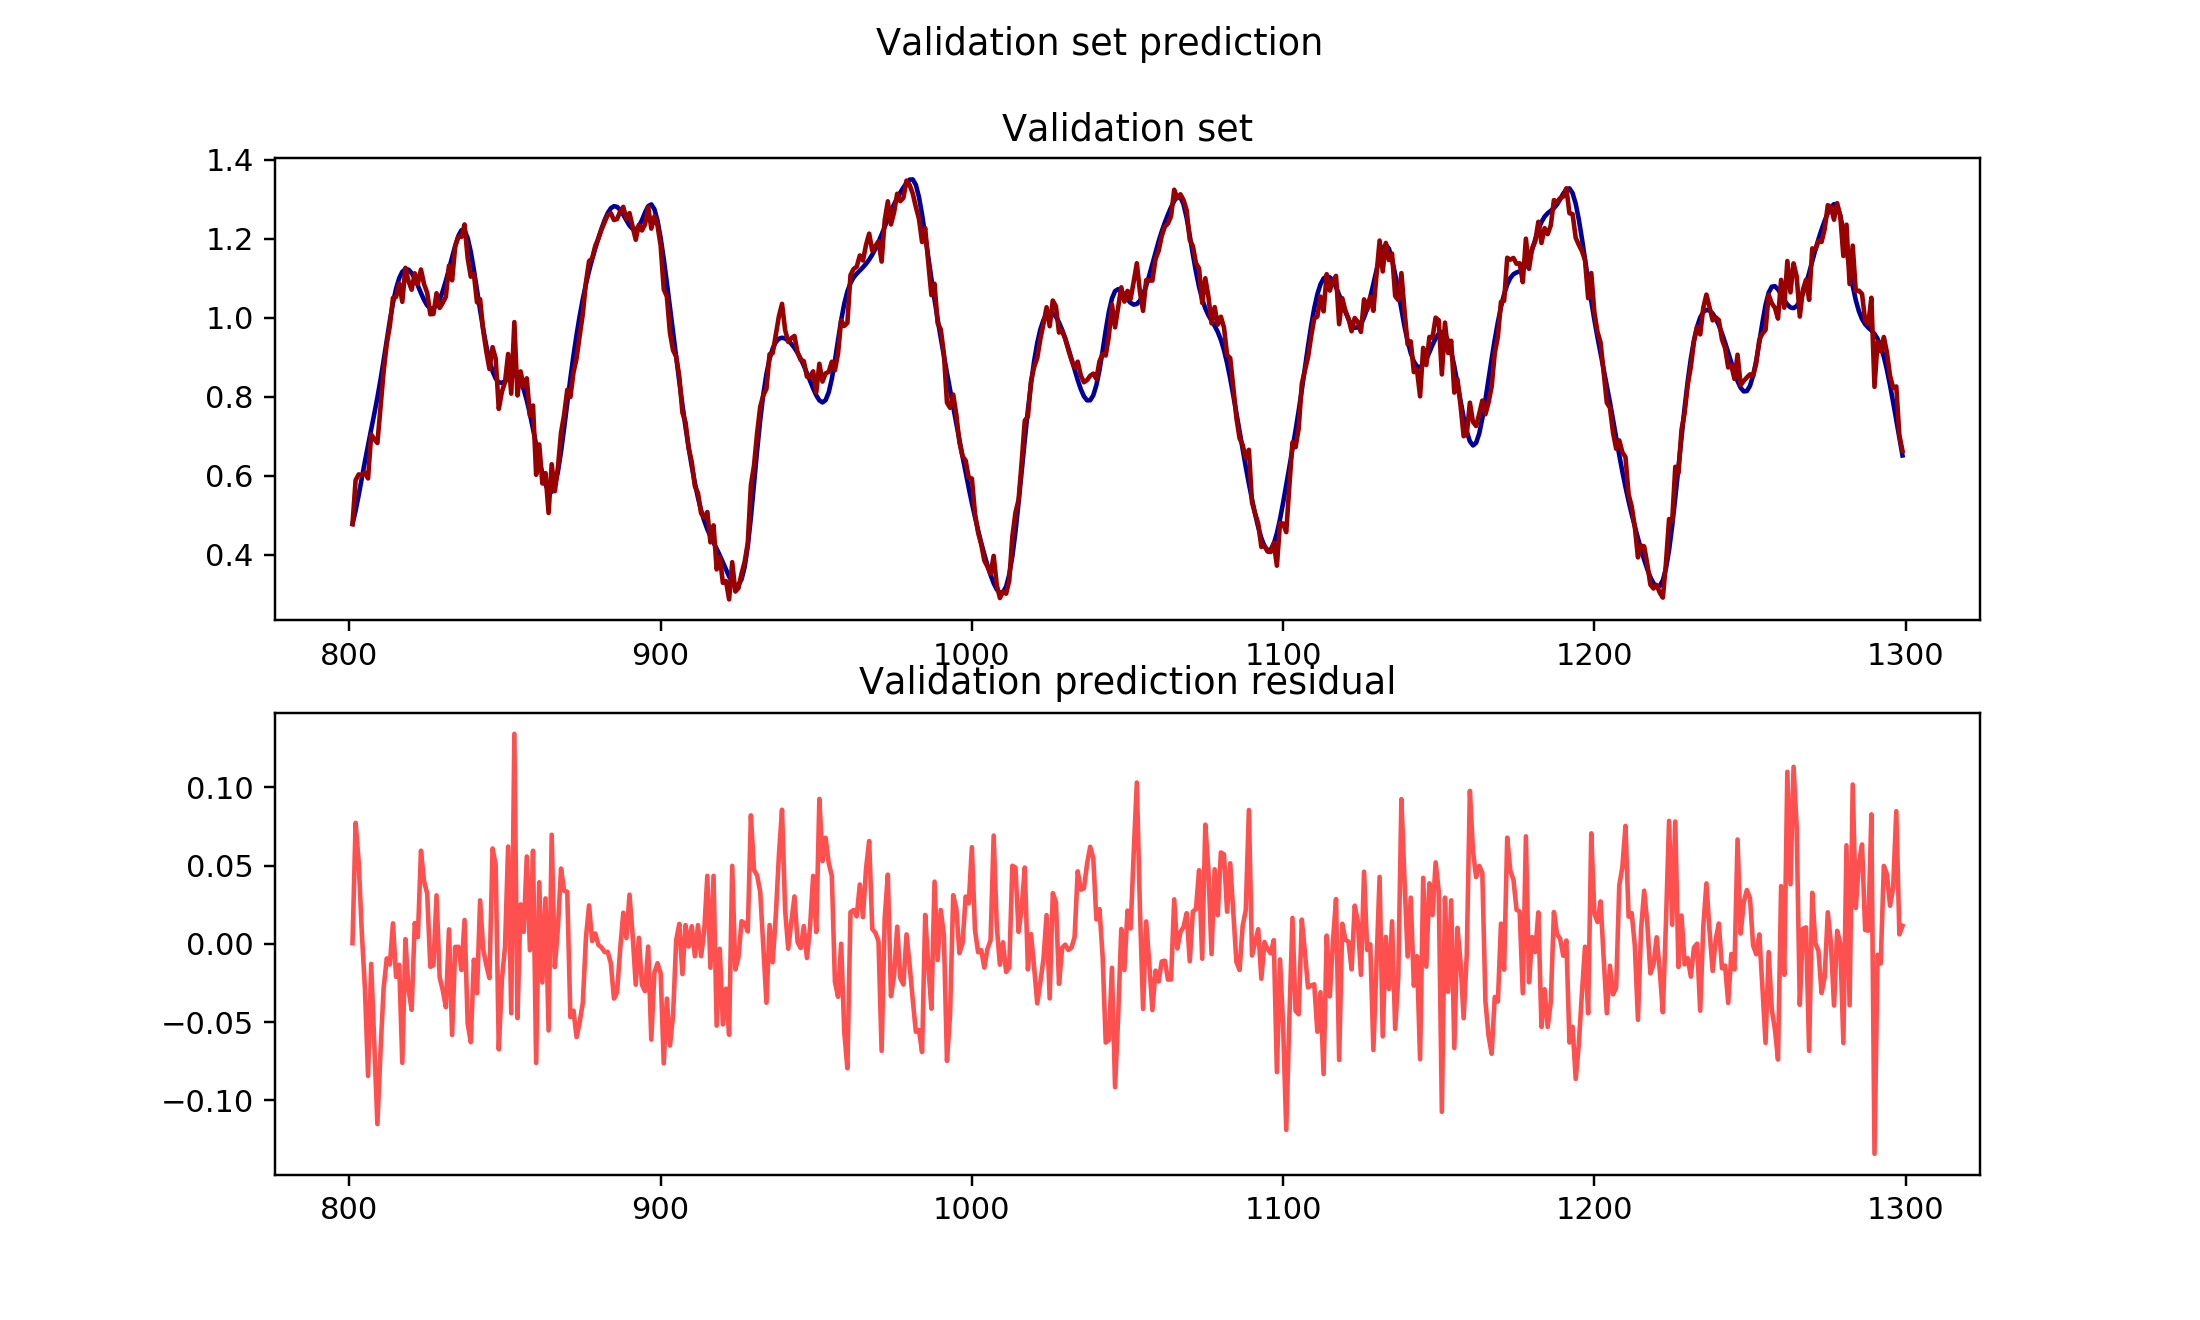 Validation set prediction
Validation set
1.4
1.2
1.0
0.8
0.6
0.4
800 900 1000 1100 1200 1300
Validation prediction residual
0.10
0.05
0.00
−0.05
−0.10
800 900 1000 1100 1200 1300